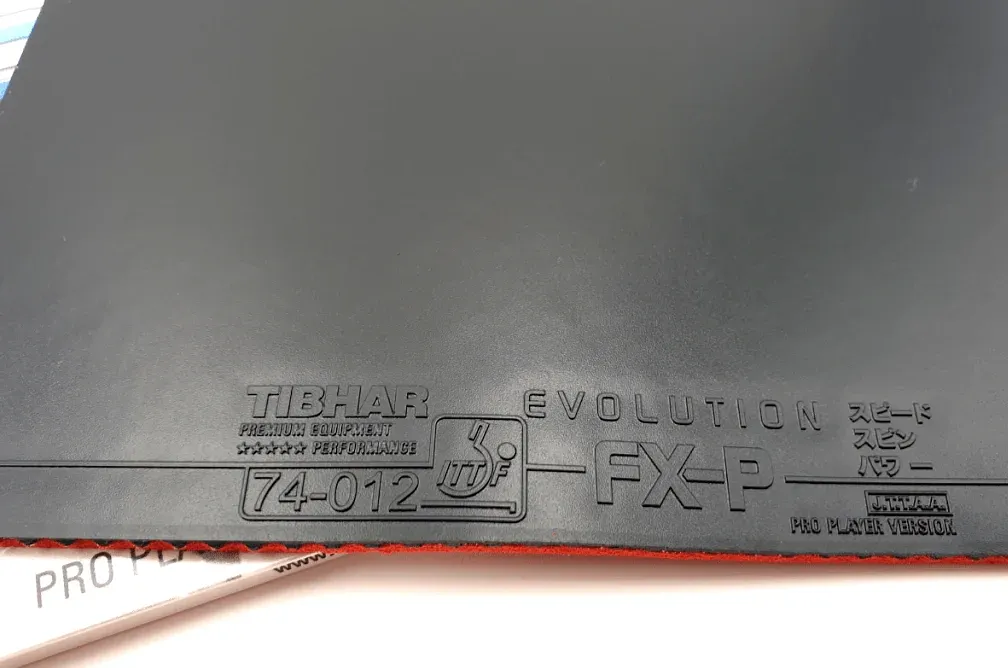 TIBHAR
PREMIUM EQUIPMENT
★★★★★ PERFORMANCE
74-012
ITTF
EVOLUTION
FX-P
スピード
スピン
パワー
J.T.T.A.A.
PRO PLAYER VERSION
PRO